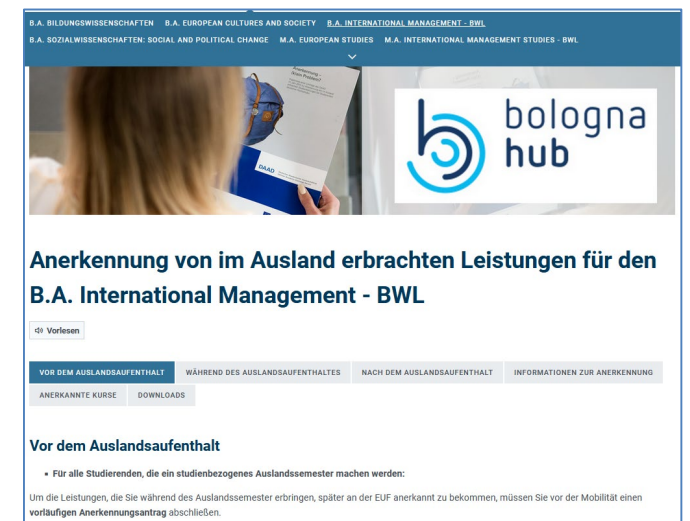 B.A. BILDUNGSWISSENSCHAFTEN B.A. EUROPEAN CULTURES AND SOCIETY B.A. INTERNATIONAL MANAGEMENT - BWL
B.A. SOZIALWISSENSCHAFTEN: SOCIAL AND POLITICAL CHANGE M.A. EUROPEAN STUDIES M.A. INTERNATIONAL MANAGEMENT STUDIES - BWL
Anerkennung -
(k)ein Problem?
DAAD
bologna
hub
Anerkennung von im Ausland erbrachten Leistungen für den
B.A. International Management - BWL
Vorlesen
VOR DEM AUSLANDSAUFENTHALT WÄHREND DES AUSLANDSAUFENTHALTES NACH DEM AUSLANDSAUFENTHALT INFORMATIONEN ZUR ANERKENNUNG
ANERKANNTE KURSE DOWNLOADS
Vor dem Auslandsaufenthalt
▪ Für alle Studierenden, die ein studienbezogenes Auslandssemester machen werden:
Um die Leistungen, die Sie während des Auslandssemester erbringen, später an der EUF anerkannt zu bekommen, müssen Sie vor der Mobilität einen
vorläufigen Anerkennungsantrag abschließen.